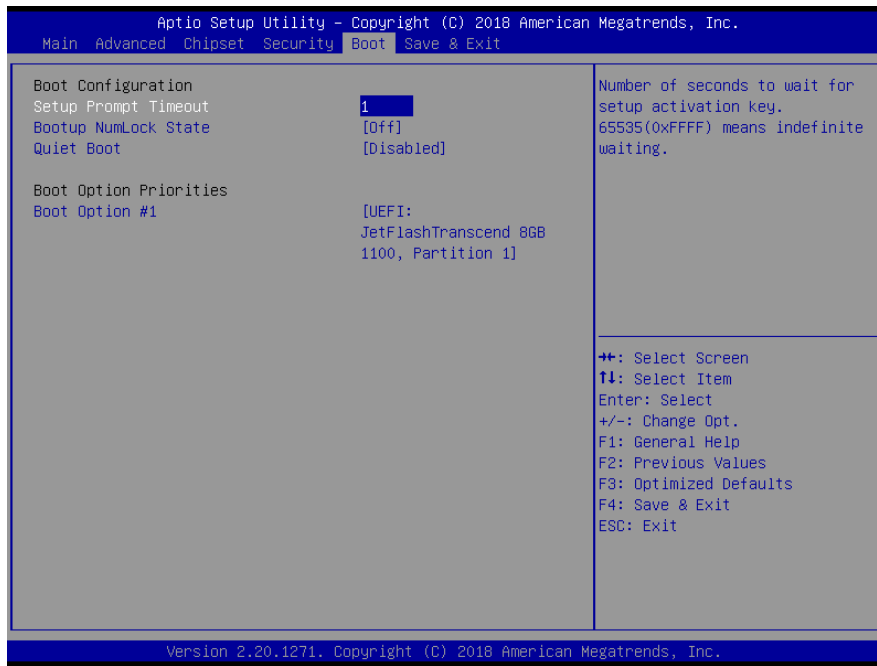 Aptio Setup Utility – Copyright (C) 2018 American Megatrends, Inc.
Main Advanced Chipset Security Boot Save & Exit
Boot Configuration
Setup Prompt Timeout 1
Bootup NumLock State [Off]
Quiet Boot [Disabled]
Boot Option Priorities
Boot Option #1 [UEFI:
JetFlashTranscend 8GB
1100, Partition 1]
Number of seconds to wait for
setup activation key.
65535(0xFFFF) means indefinite
waiting.
→←: Select Screen
↑↓: Select Item
Enter: Select
+/-: Change Opt.
F1: General Help
F2: Previous Values
F3: Optimized Defaults
F4: Save & Exit
ESC: Exit
Version 2.20.1271. Copyright (C) 2018 American Megatrends, Inc.